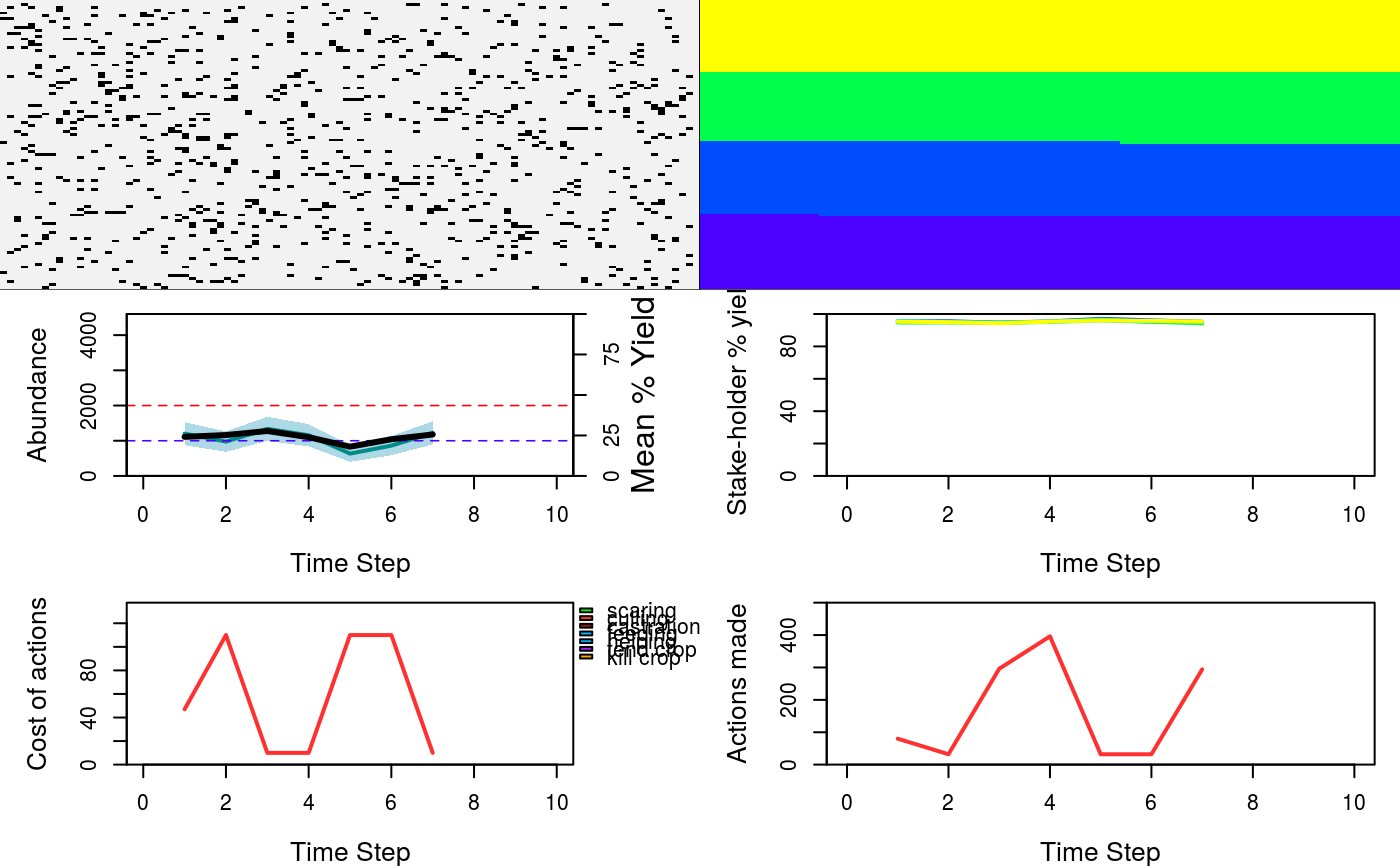 4000
2000
0
Abundance
75
25
0
Mean % Yield
0 2 4 6 8 10
Time Step
80
40
0
Stake-holder % yiel
0 2 4 6 8 10
Time Step
80
40
0
Cost of actions
0 2 4 6 8 10
Time Step
scaring
culling
castration
feeding
helping
tend crop
kill crop
400
200
0
Actions made
0 2 4 6 8 10
Time Step